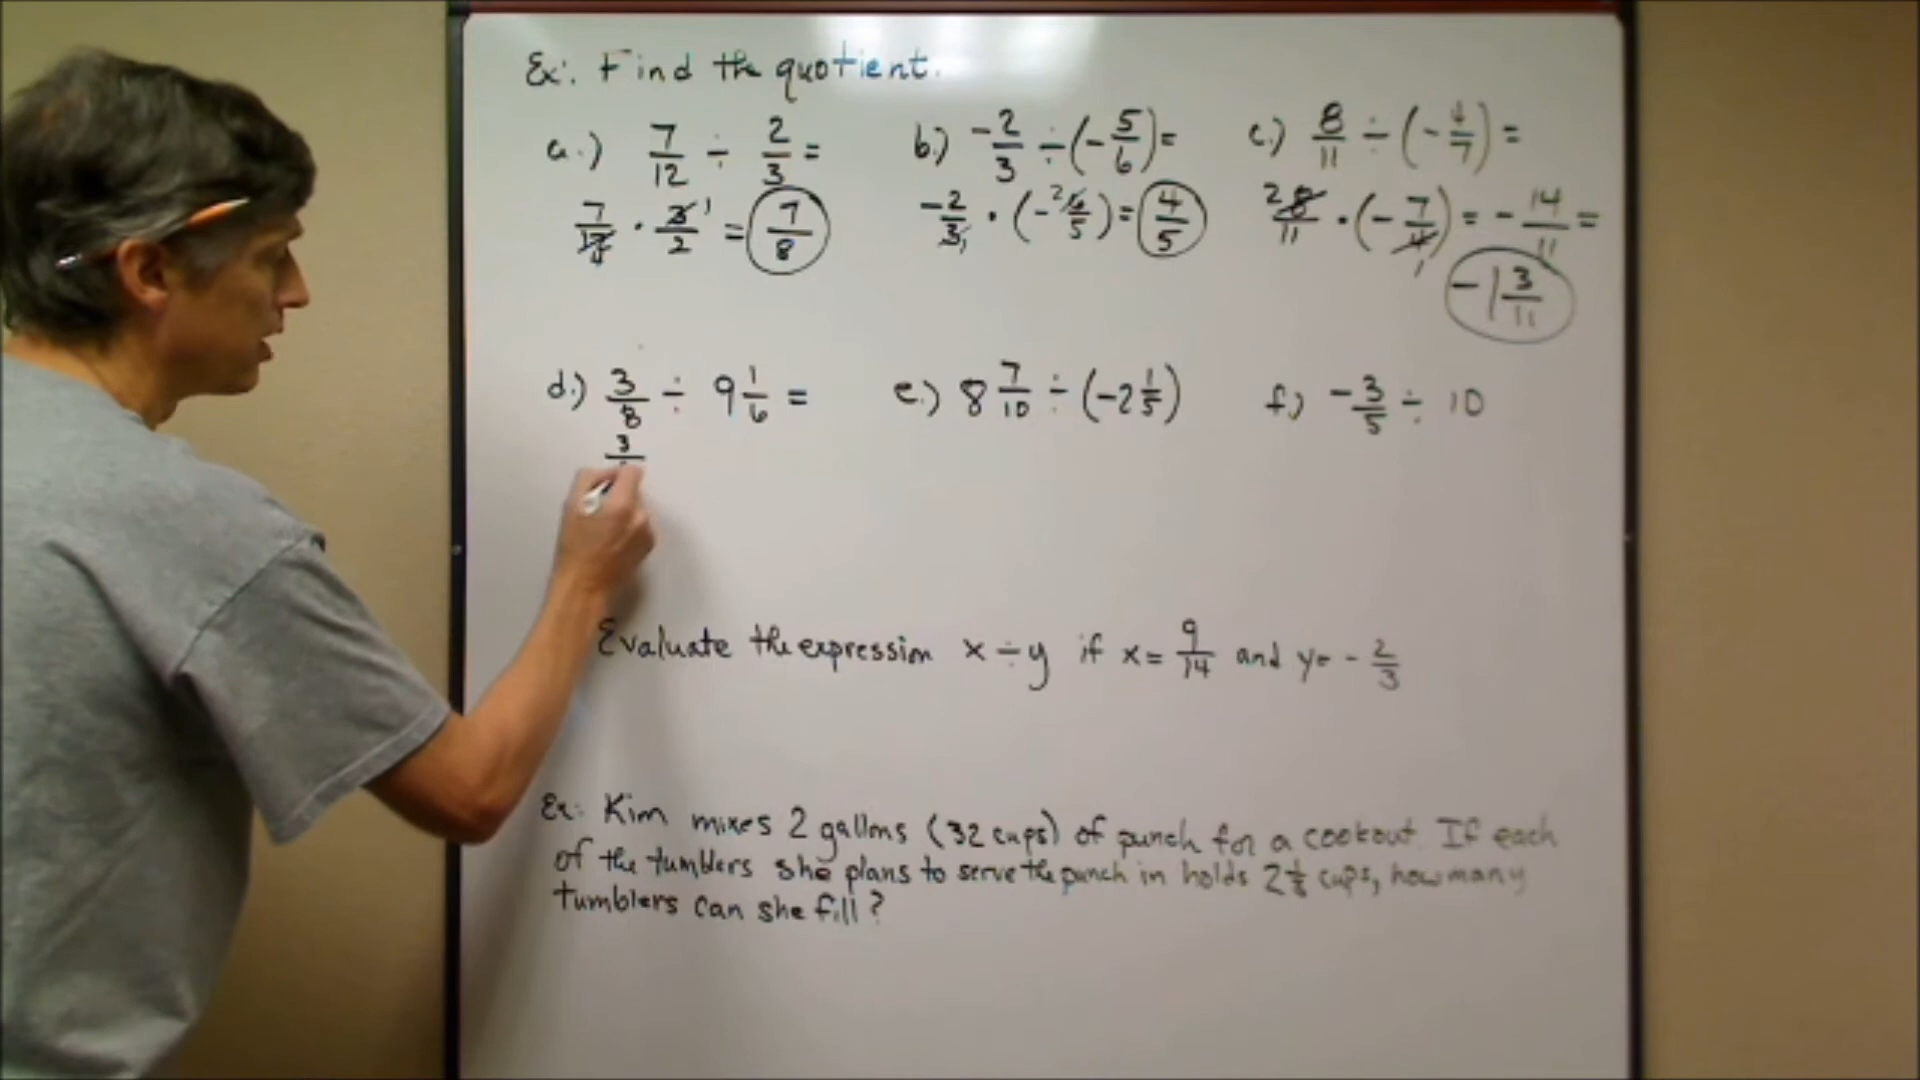 Ex: Find the quotient.
a.) 7/12 ÷ 2/3 =
b.) -2/3 ÷ (-5/6) =
c.) 8/11 ÷ (-4/7) =
7/12 · 3/2 = 7/8
-2/3 · (-6/5) = 4/5
8/11 · (-7/4) = -14/11 =
-1 3/11
d.) 3/8 ÷ 9 1/6 =
e.) 8 7/10 ÷ (-2 1/5)
f.) -3/5 ÷ 10
3
Evaluate the expression x ÷ y if x = 9/14 and y = -2/3
Ex: Kim mixes 2 gallons (32 cups) of punch for a cookout. If each
of the tumblers she plans to serve the punch in holds 2 cups, how many
tumblers can she fill?